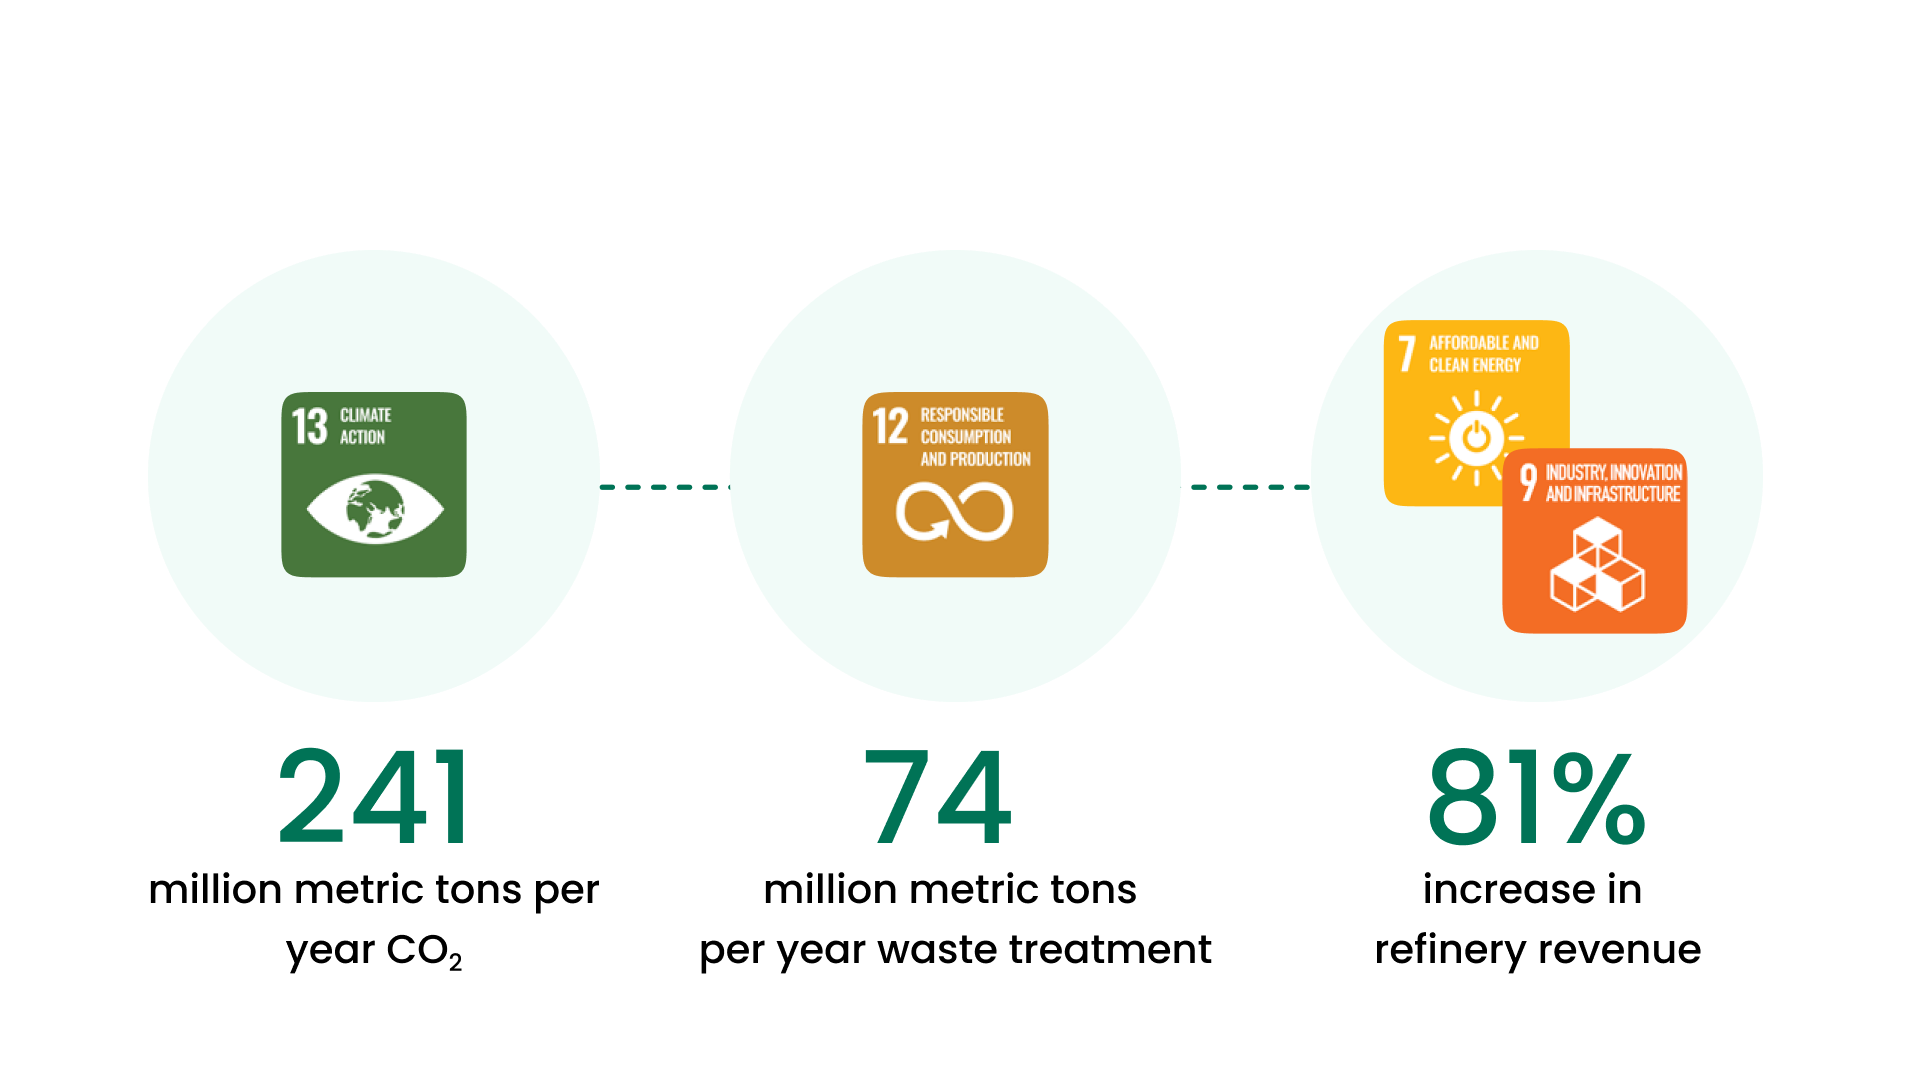 13 CLIMATE
ACTION
12 RESPONSIBLE
CONSUMPTION
AND PRODUCTION
7 AFFORDABLE AND
CLEAN ENERGY
9 INDUSTRY, INNOVATION
AND INFRASTRUCTURE
241
million metric tons per
year CO₂
74
million metric tons
per year waste treatment
81%
increase in
refinery revenue